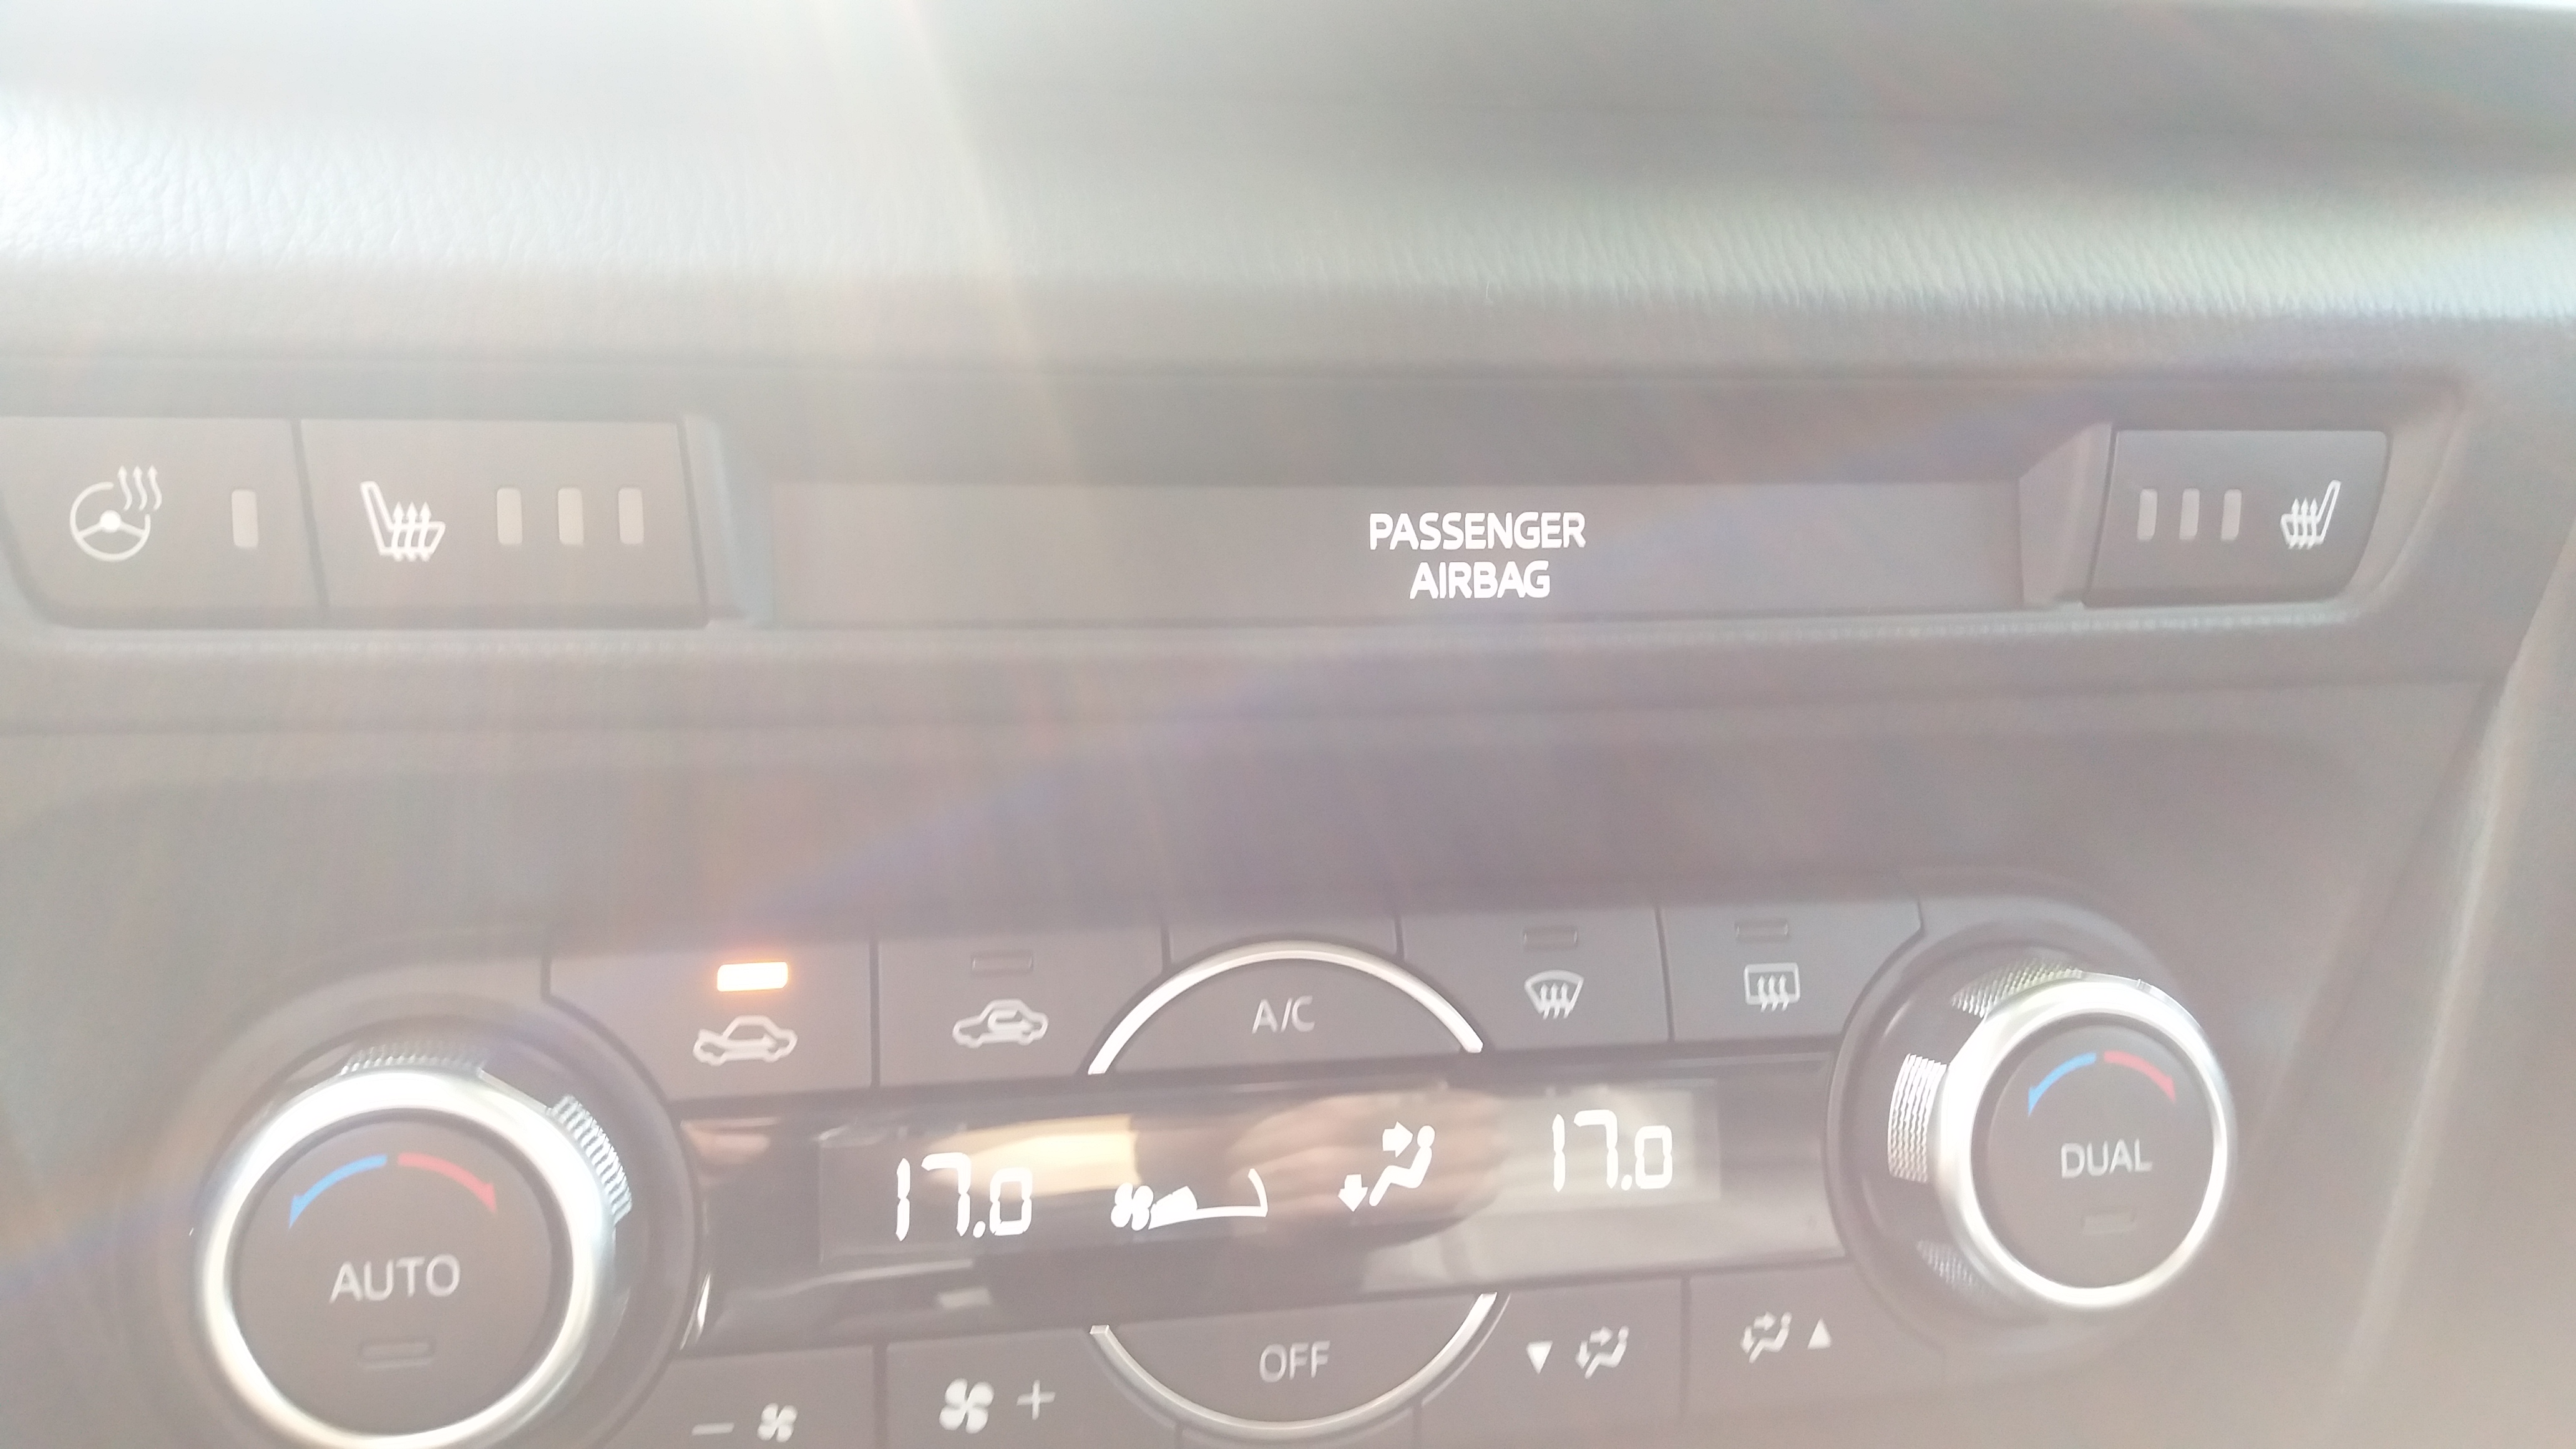 PASSENGER
AIRBAG
A/C
17.0
17.0
DUAL
AUTO
OFF
- +